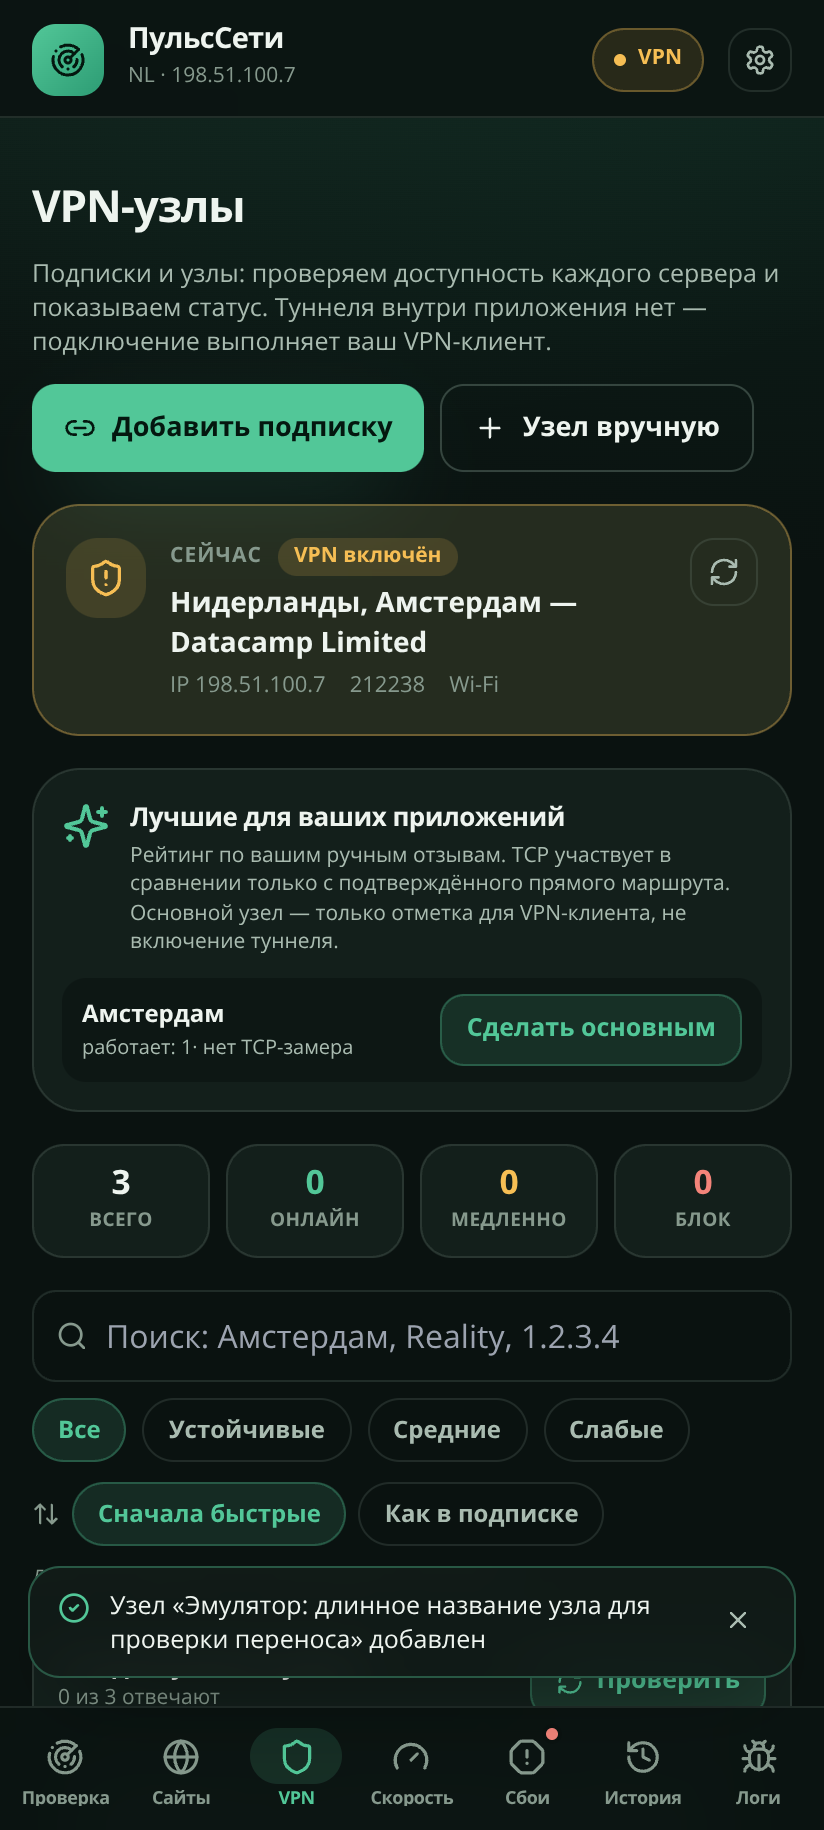 ПульсСети
NL · 198.51.100.7
VPN
VPN-узлы
Подписки и узлы: проверяем доступность каждого сервера и
показываем статус. Туннеля внутри приложения нет —
подключение выполняет ваш VPN-клиент.
Добавить подписку
Узел вручную
СЕЙЧАС
VPN включён
Нидерланды, Амстердам —
Datacamp Limited
IP 198.51.100.7 212238 Wi-Fi
Лучшие для ваших приложений
Рейтинг по вашим ручным отзывам. TCP участвует в
сравнении только с подтверждённого прямого маршрута.
Основной узел — только отметка для VPN-клиента, не
включение туннеля.
Амстердам
работает: 1· нет TCP-замера
Сделать основным
3
ВСЕГО
0
ОНЛАЙН
0
МЕДЛЕННО
0
БЛОК
Поиск: Амстердам, Reality, 1.2.3.4
Все
Устойчивые
Средние
Слабые
Сначала быстрые
Как в подписке
Узел «Эмулятор: длинное название узла для
проверки переноса» добавлен
Проверить
0 из 3 отвечают
Проверка
Сайты
VPN
Скорость
Сбои
История
Логи